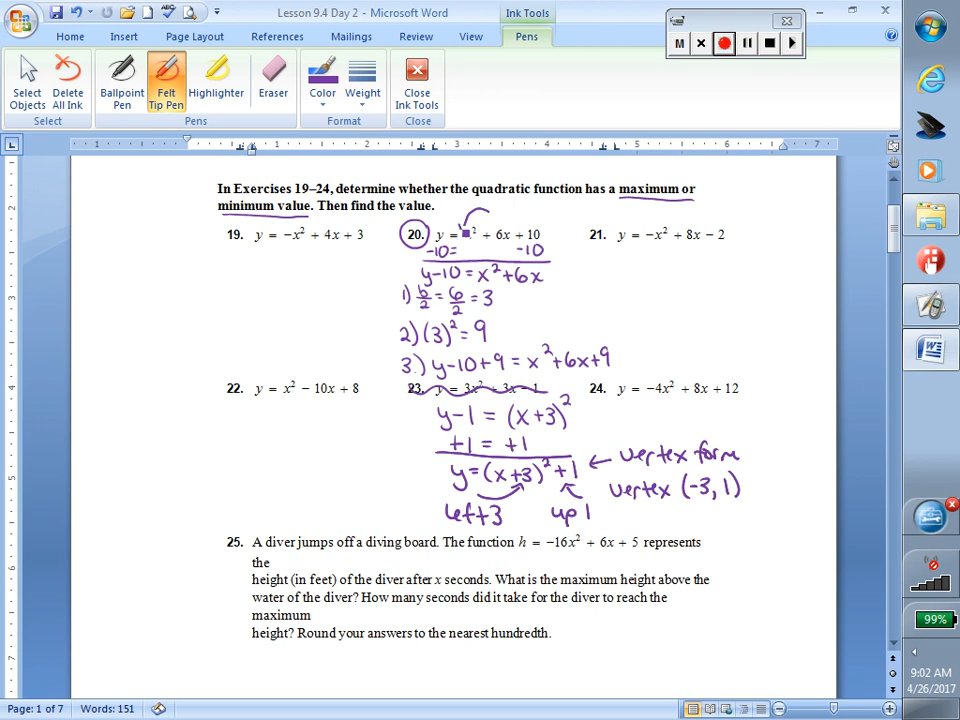 Lesson 9.4 Day 2 - Microsoft Word
Ink Tools
Home Insert Page Layout References Mailings Review View Pens
M
Select Objects
Delete All Ink
Ballpoint Pen
Felt Tip Pen
Highlighter
Eraser
Color
Weight
Close Ink Tools
Select Pens Format Close
1 1 2 3 4 5 6 7
In Exercises 19–24, determine whether the quadratic function has a maximum or
minimum value. Then find the value.
19. y = −x² + 4x + 3
20. y = x² + 6x + 10
21. y = −x² + 8x − 2
-10= -10
y-10 = x²+6x
1) b/2 = 6/2 = 3
2) (3)² = 9
3.) y-10+9 = x²+6x+9
22. y = x² − 10x + 8
23. y = 3x² + 3x − 1
24. y = −4x² + 8x + 12
y-1 = (x+3)²
+1 = +1
y=(x+3)²+1 ← vertex form
vertex (-3, 1)
left 3 up 1
25. A diver jumps off a diving board. The function h = −16x² + 6x + 5 represents
the
height (in feet) of the diver after x seconds. What is the maximum height above the
water of the diver? How many seconds did it take for the diver to reach the
maximum
height? Round your answers to the nearest hundredth.
99%
9:02 AM
4/26/2017
Page: 1 of 7 Words: 151